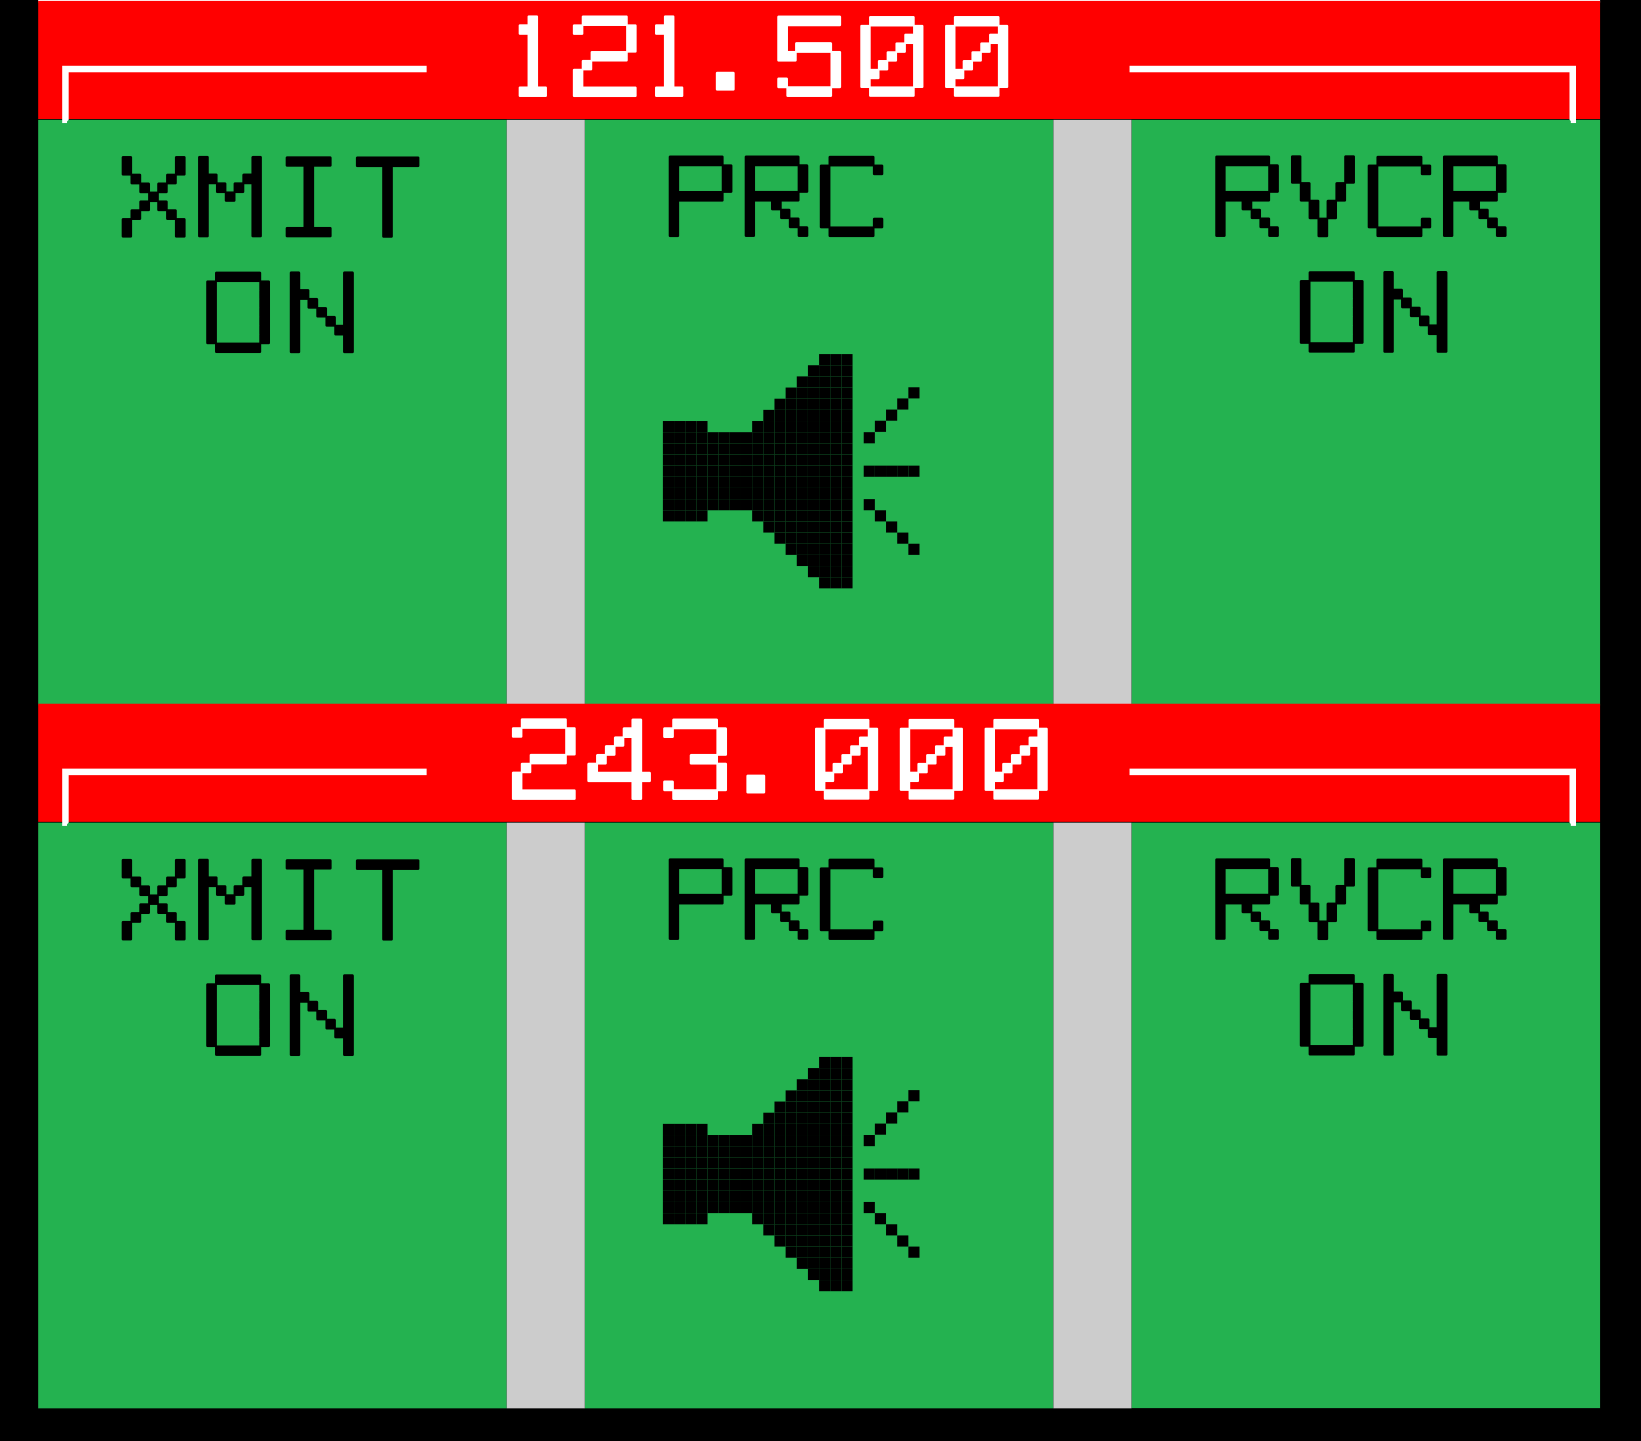 121.500
XMIT PRC RVCR
ON ON
243.000
XMIT PRC RVCR
ON ON